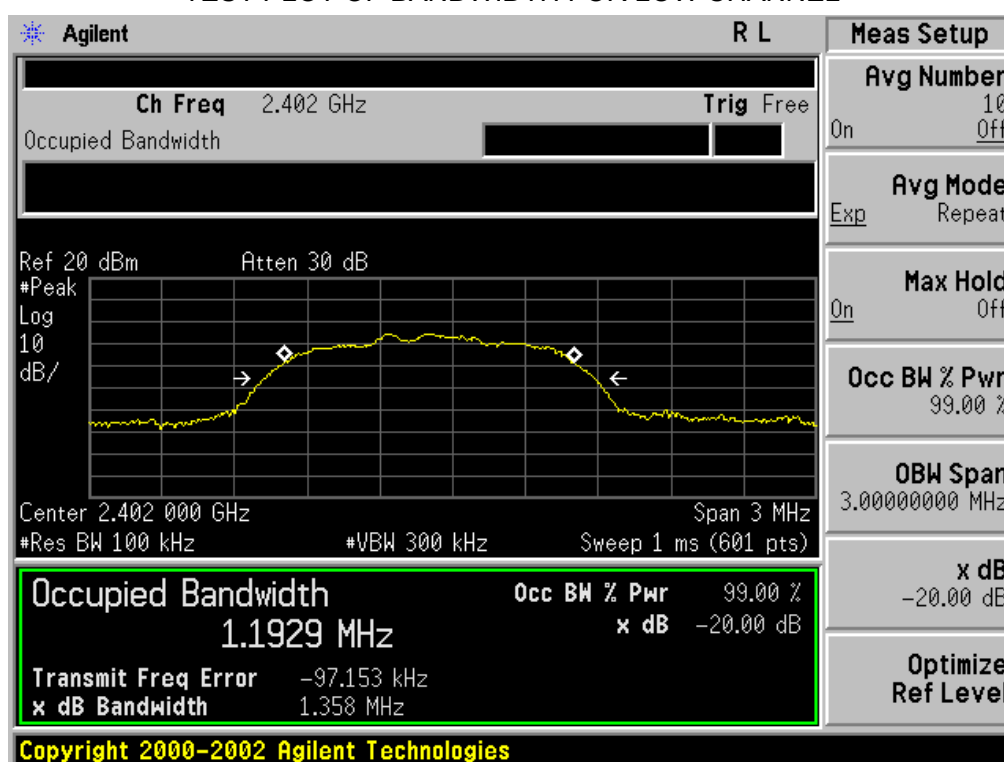 Agilent
R L
Meas Setup
Avg Number
10
On Off
Ch Freq 2.402 GHz
Trig Free
Occupied Bandwidth
Avg Mode
Exp Repeat
Ref 20 dBm Atten 30 dB
#Peak
Log
10
dB/
Max Hold
On Off
Occ BW % Pwr
99.00 %
OBW Span
3.00000000 MHz
Center 2.402 000 GHz Span 3 MHz
#Res BW 100 kHz #VBW 300 kHz Sweep 1 ms (601 pts)
x dB
-20.00 dB
Occupied Bandwidth
1.1929 MHz
Occ BW % Pwr 99.00 %
x dB -20.00 dB
Transmit Freq Error -97.153 kHz
x dB Bandwidth 1.358 MHz
Optimize
Ref Level
Copyright 2000-2002 Agilent Technologies